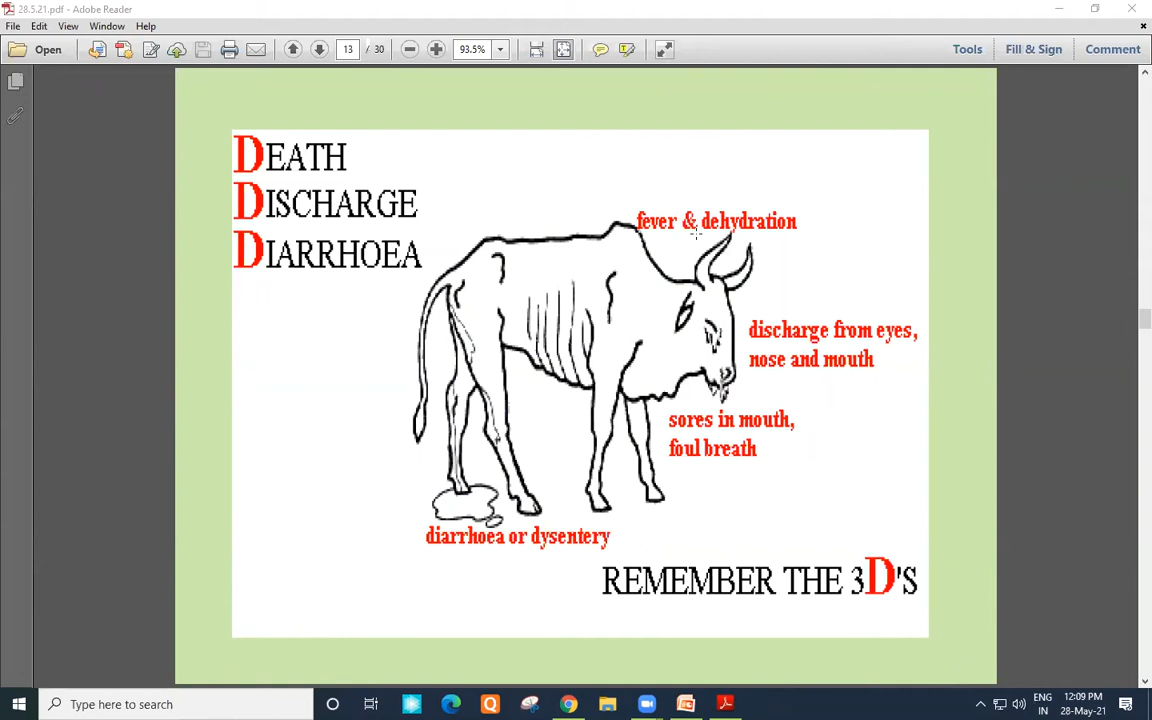 28.5.21.pdf - Adobe Reader
File Edit View Window Help
Open 13 / 30 93.5% Tools Fill & Sign Comment
DEATH
DISCHARGE
DIARRHOEA
fever & dehydration
discharge from eyes,
nose and mouth
sores in mouth,
foul breath
diarrhoea or dysentery
REMEMBER THE 3D'S
Type here to search
ENG
IN
12:09 PM
28-May-21